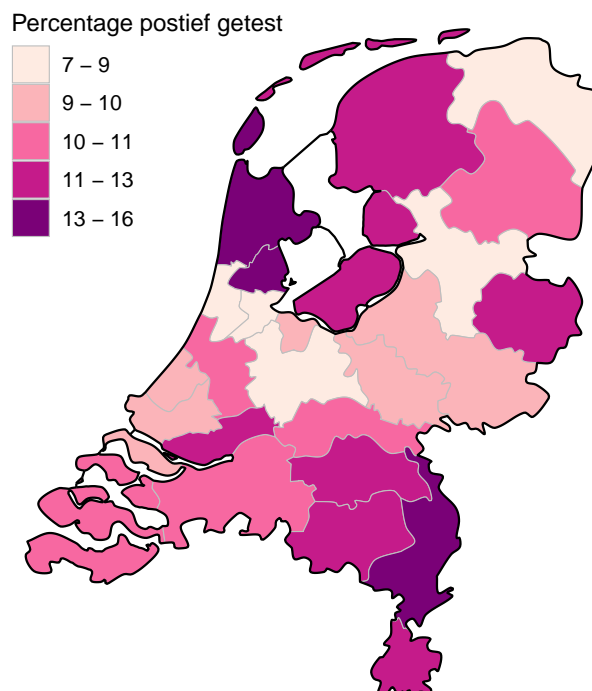 Percentage postief getest
7 – 9
9 – 10
10 – 11
11 – 13
13 – 16